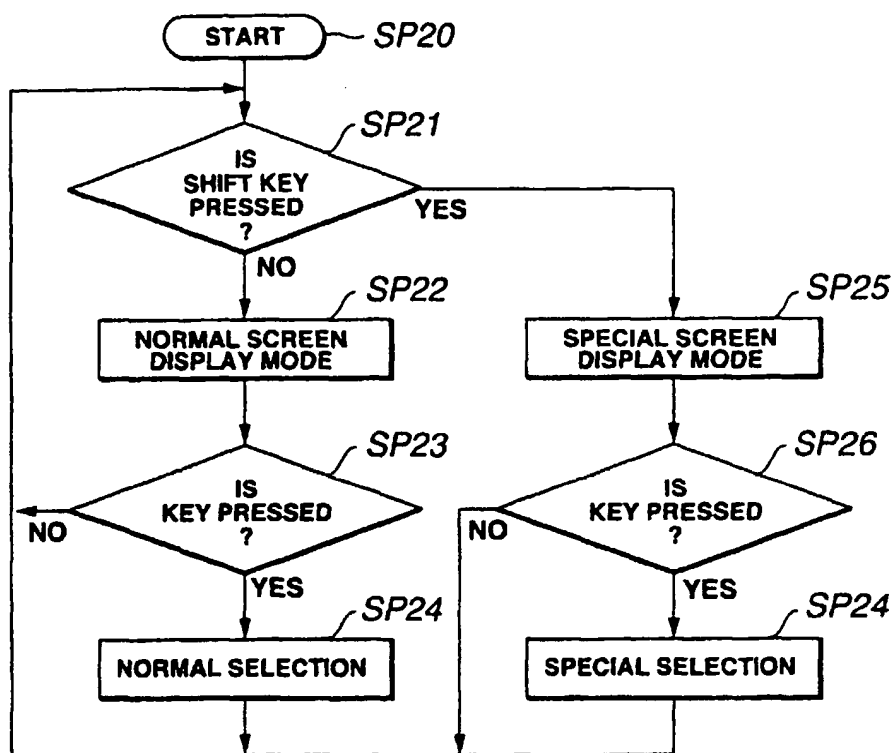 START
SP20
SP21
IS
SHIFT KEY
PRESSED
?
YES
NO
SP22
NORMAL SCREEN
DISPLAY MODE
SP25
SPECIAL SCREEN
DISPLAY MODE
SP23
IS
KEY PRESSED
?
NO
YES
SP26
IS
KEY PRESSED
?
NO
YES
SP24
NORMAL SELECTION
SP24
SPECIAL SELECTION